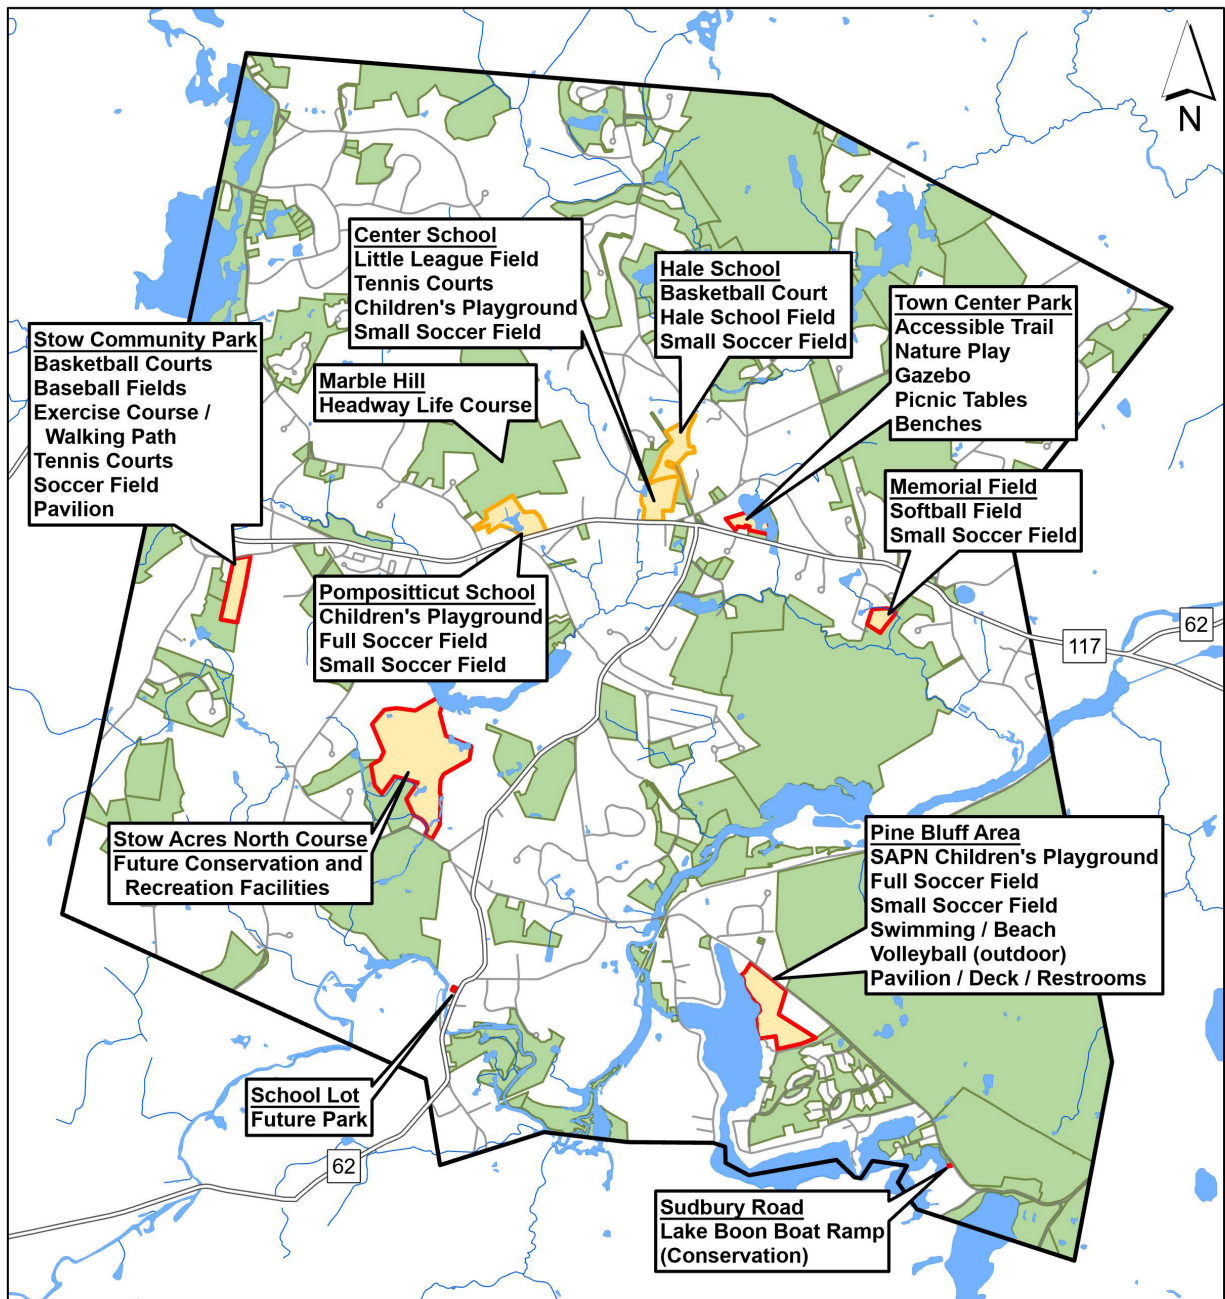 N
Center School
Little League Field
Tennis Courts
Children's Playground
Small Soccer Field
Hale School
Basketball Court
Hale School Field
Small Soccer Field
Town Center Park
Accessible Trail
Nature Play
Gazebo
Picnic Tables
Benches
Stow Community Park
Basketball Courts
Baseball Fields
Exercise Course /
Walking Path
Tennis Courts
Soccer Field
Pavilion
Marble Hill
Headway Life Course
Memorial Field
Softball Field
Small Soccer Field
Pompositticut School
Children's Playground
Full Soccer Field
Small Soccer Field
62
117
Stow Acres North Course
Future Conservation and
Recreation Facilities
Pine Bluff Area
SAPN Children's Playground
Full Soccer Field
Small Soccer Field
Swimming / Beach
Volleyball (outdoor)
Pavilion / Deck / Restrooms
School Lot
Future Park
62
Sudbury Road
Lake Boon Boat Ramp
(Conservation)